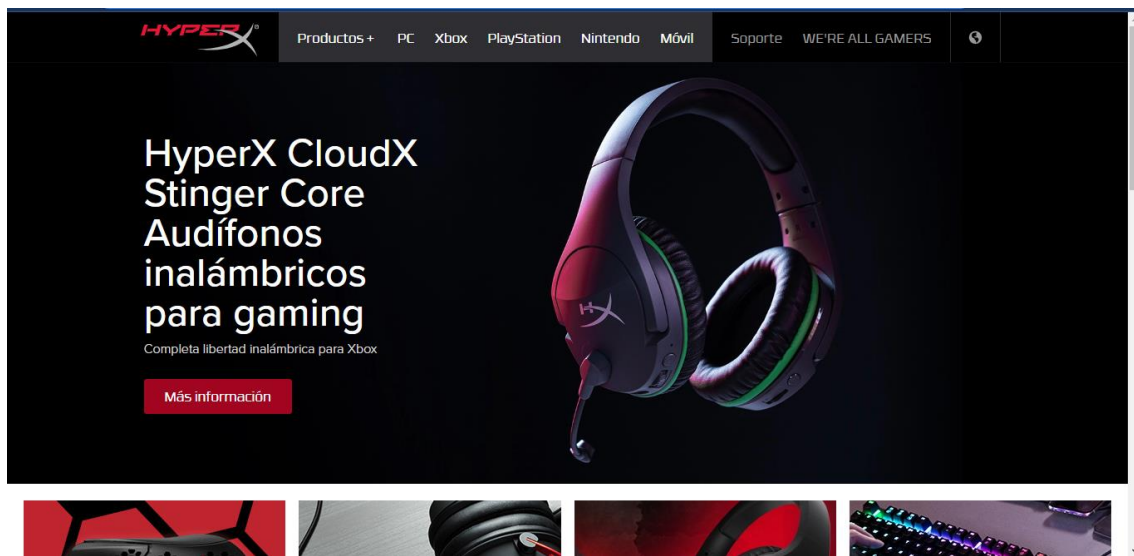 HYPERX®
Productos + PC Xbox PlayStation Nintendo Móvil Soporte WE'RE ALL GAMERS
HyperX CloudX
Stinger Core
Audífonos
inalámbricos
para gaming
Completa libertad inalámbrica para Xbox
Más información
HX